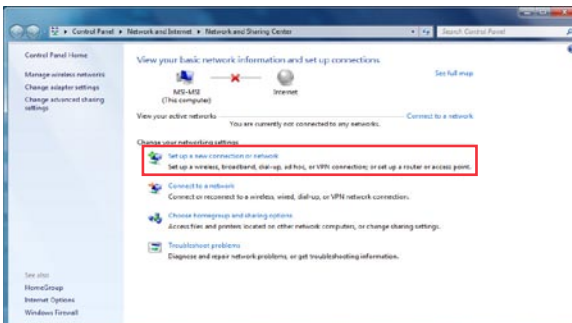 Control Panel ▸ Network and Internet ▸ Network and Sharing Center
Search Control Panel
Control Panel Home
Manage wireless networks
Change adapter settings
Change advanced sharing
settings
View your basic network information and set up connections
See full map
MSI-MSI
(This computer)
Internet
View your active networks
Connect to a network
You are currently not connected to any networks.
Change your networking settings
Set up a new connection or network
Set up a wireless, broadband, dial-up, ad hoc, or VPN connection; or set up a router or access point.
Connect to a network
Connect or reconnect to a wireless, wired, dial-up, or VPN network connection.
Choose homegroup and sharing options
Access files and printers located on other network computers, or change sharing settings.
Troubleshoot problems
Diagnose and repair network problems, or get troubleshooting information.
See also
HomeGroup
Internet Options
Windows Firewall